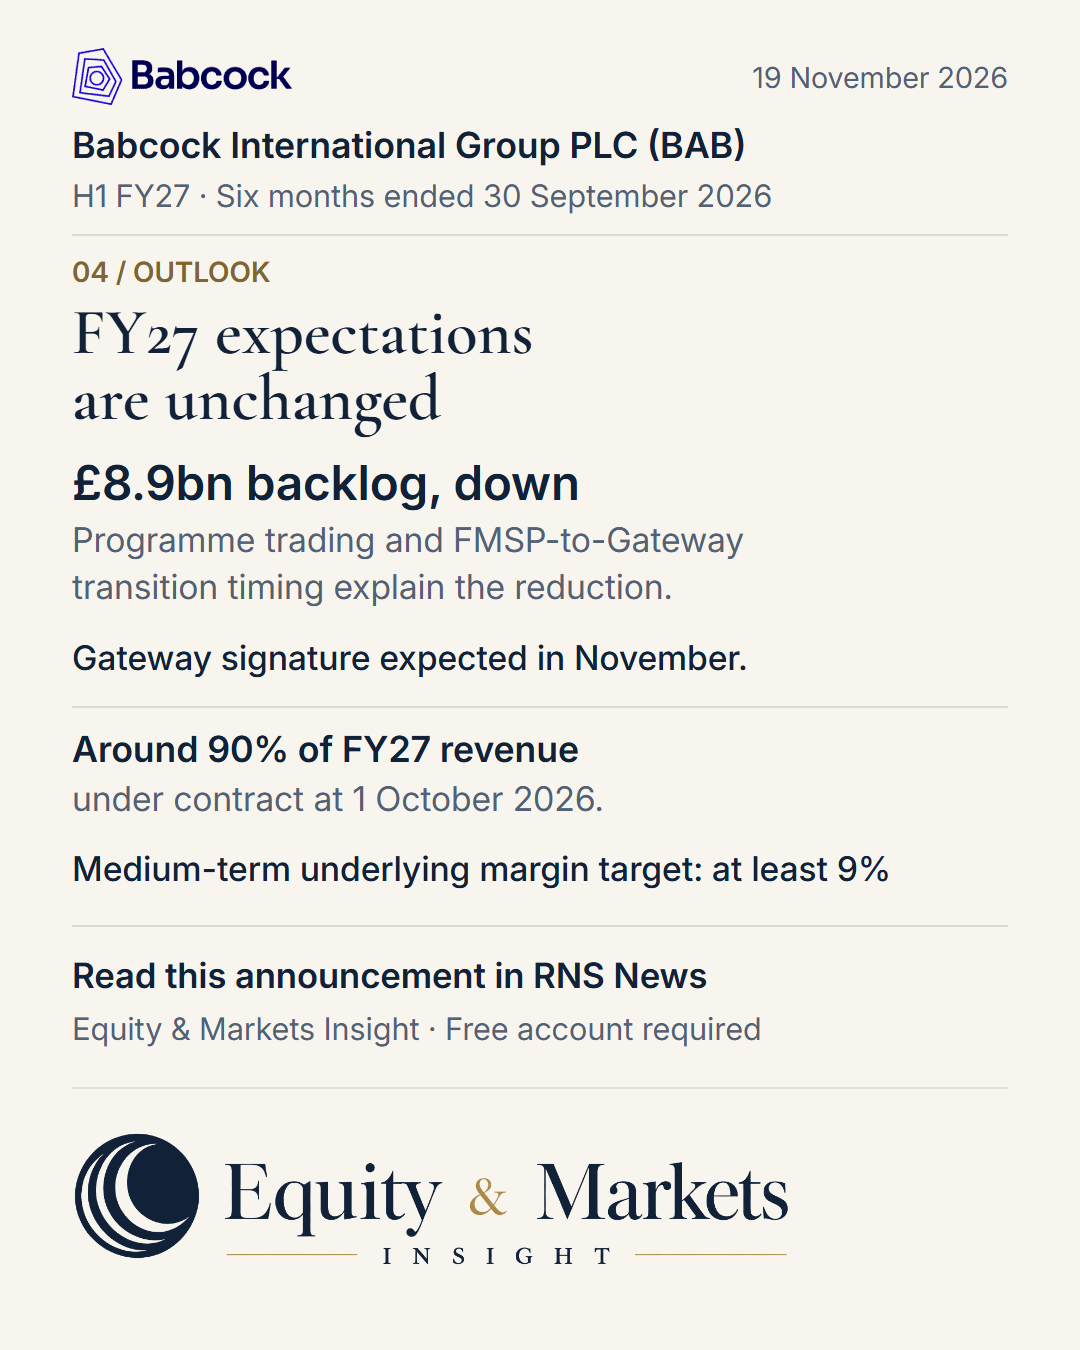 Babcock
19 November 2026
Babcock International Group PLC (BAB)
H1 FY27 · Six months ended 30 September 2026
04 / OUTLOOK
FY27 expectations
are unchanged
£8.9bn backlog, down
Programme trading and FMSP-to-Gateway
transition timing explain the reduction.
Gateway signature expected in November.
Around 90% of FY27 revenue
under contract at 1 October 2026.
Medium-term underlying margin target: at least 9%
Read this announcement in RNS News
Equity & Markets Insight · Free account required
Equity & Markets
INSIGHT